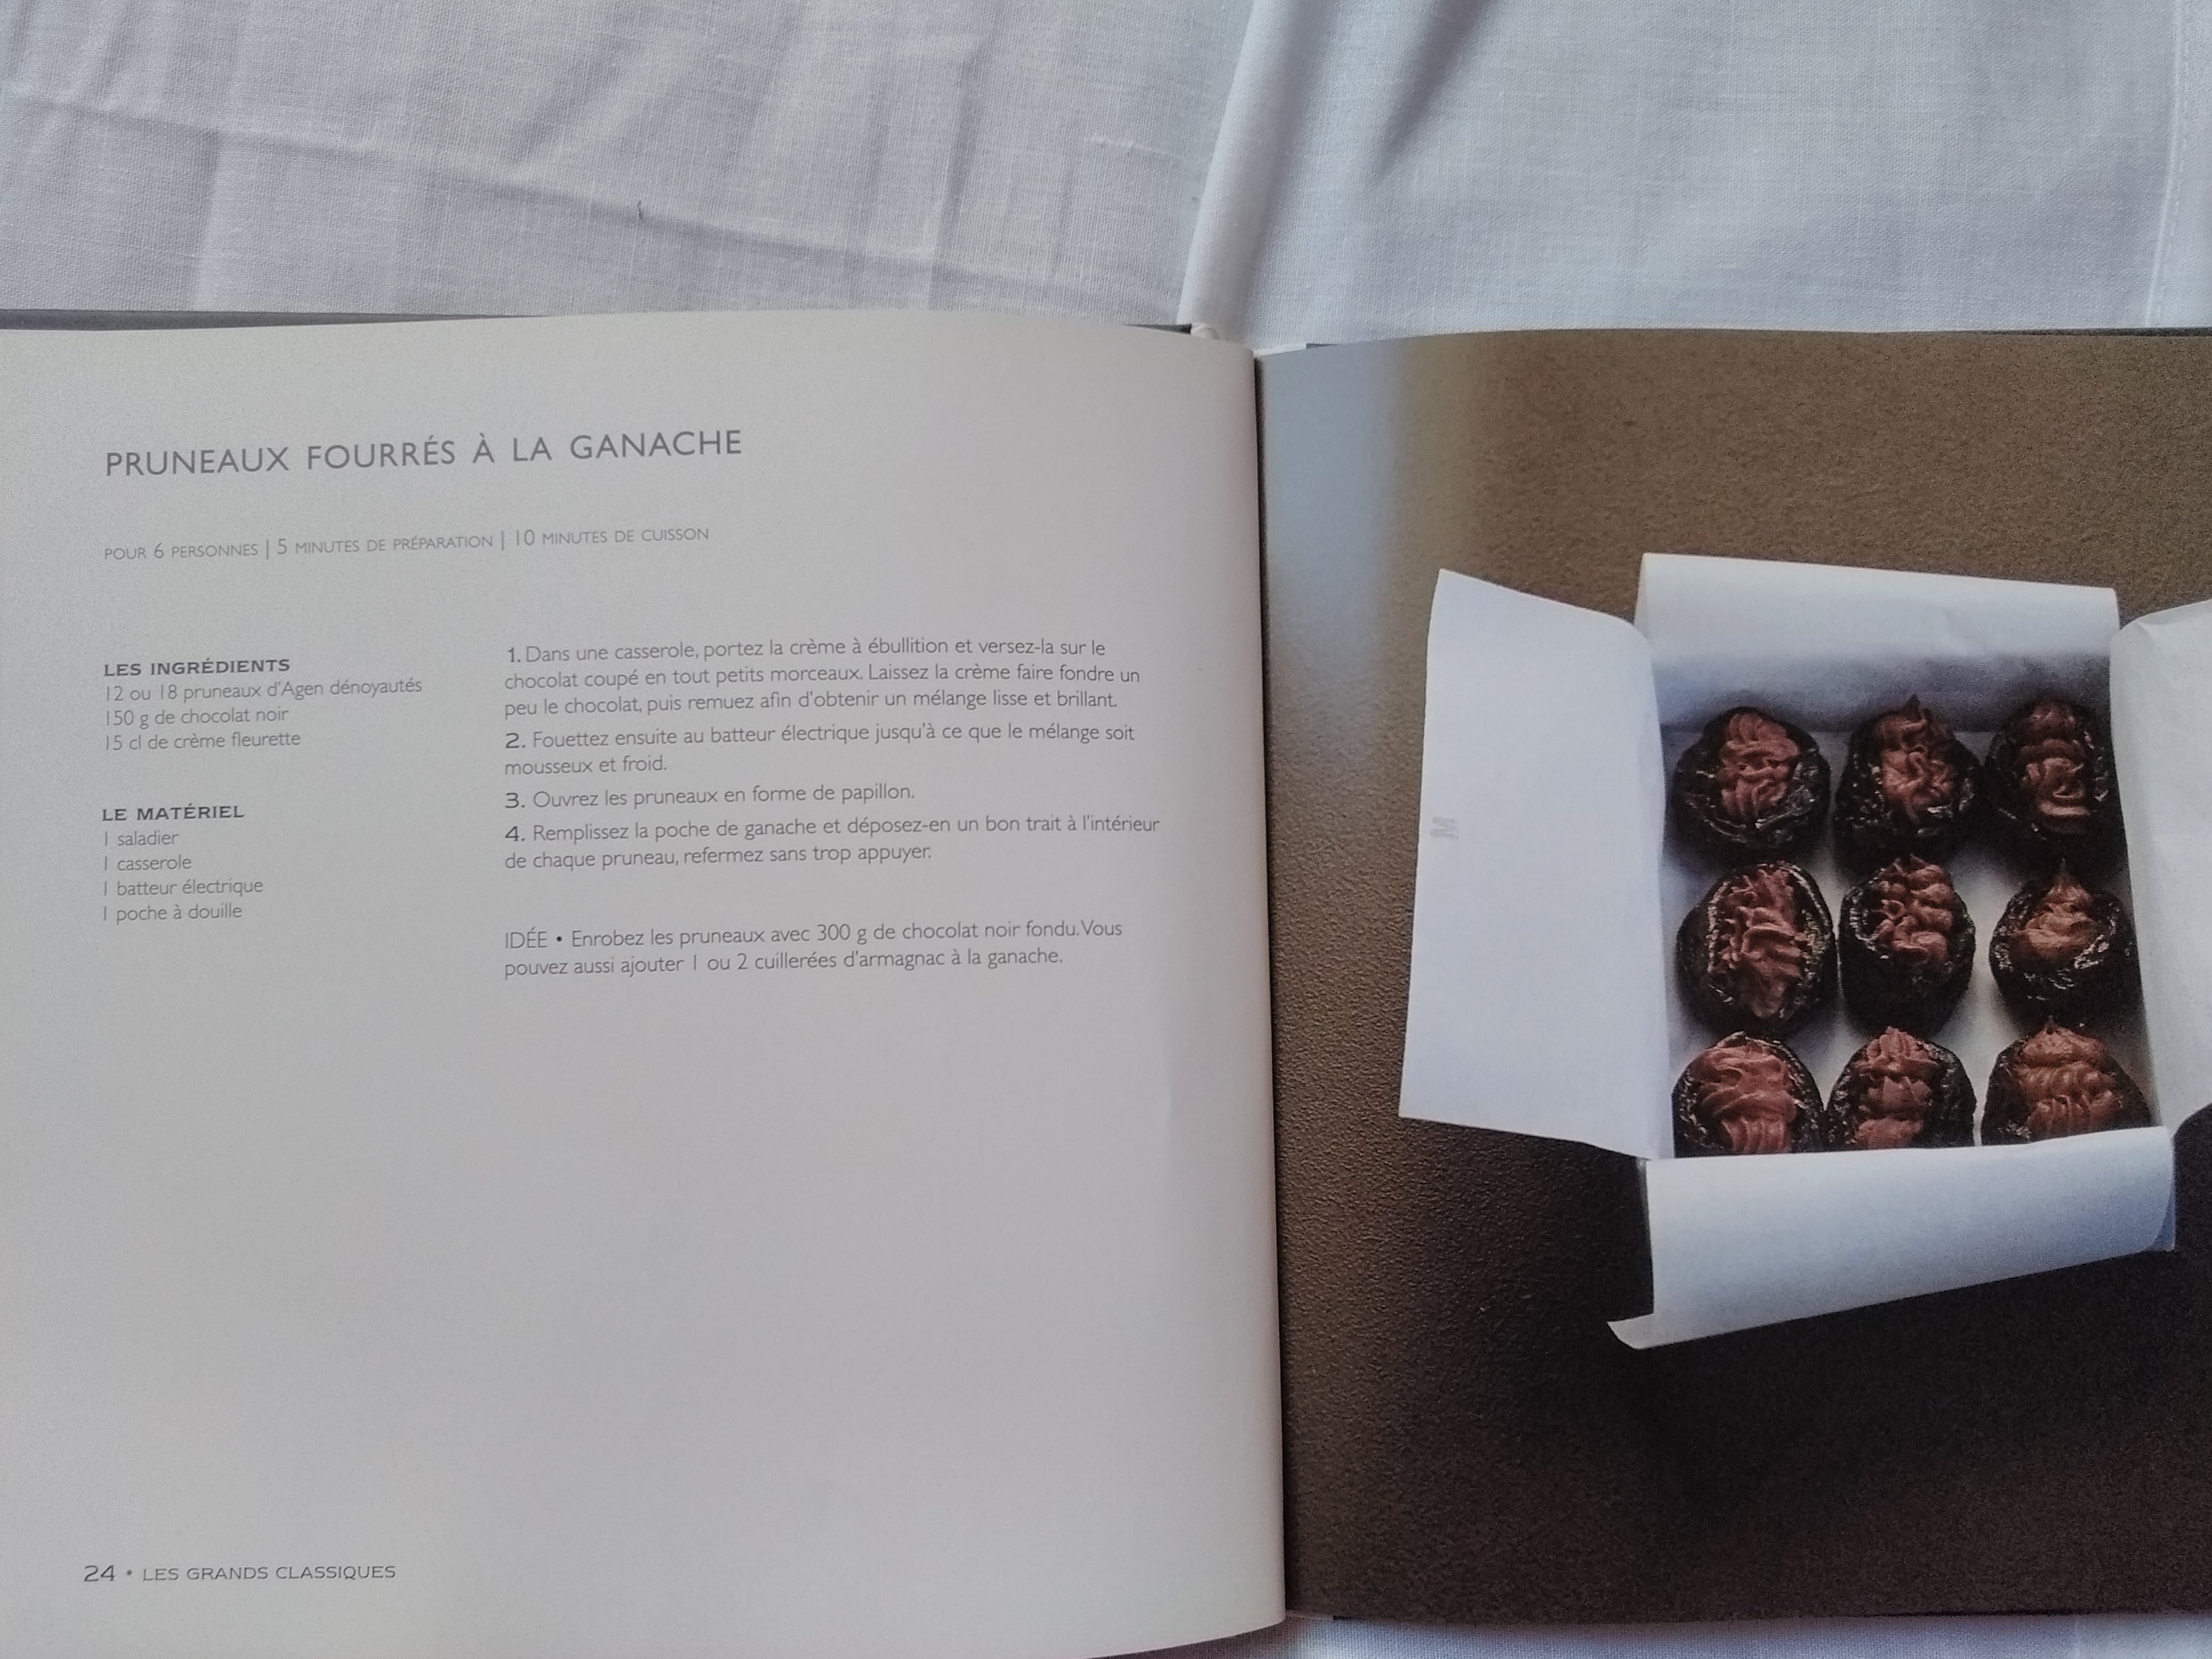 PRUNEAUX FOURRÉS À LA GANACHE
POUR 6 PERSONNES | 5 MINUTES DE PRÉPARATION | 10 MINUTES DE CUISSON
LES INGRÉDIENTS
12 ou 18 pruneaux d'Agen dénoyautés
150 g de chocolat noir
15 cl de crème fleurette
LE MATÉRIEL
1 saladier
1 casserole
1 batteur électrique
1 poche à douille
1. Dans une casserole, portez la crème à ébullition et versez-la sur le
chocolat coupé en tout petits morceaux. Laissez la crème faire fondre un
peu le chocolat, puis remuez afin d'obtenir un mélange lisse et brillant.
2. Fouettez ensuite au batteur électrique jusqu'à ce que le mélange soit
mousseux et froid.
3. Ouvrez les pruneaux en forme de papillon.
4. Remplissez la poche de ganache et déposez-en un bon trait à l'intérieur
de chaque pruneau, refermez sans trop appuyer.
IDÉE • Enrobez les pruneaux avec 300 g de chocolat noir fondu. Vous
pouvez aussi ajouter 1 ou 2 cuillerées d'armagnac à la ganache.
24 • LES GRANDS CLASSIQUES
M